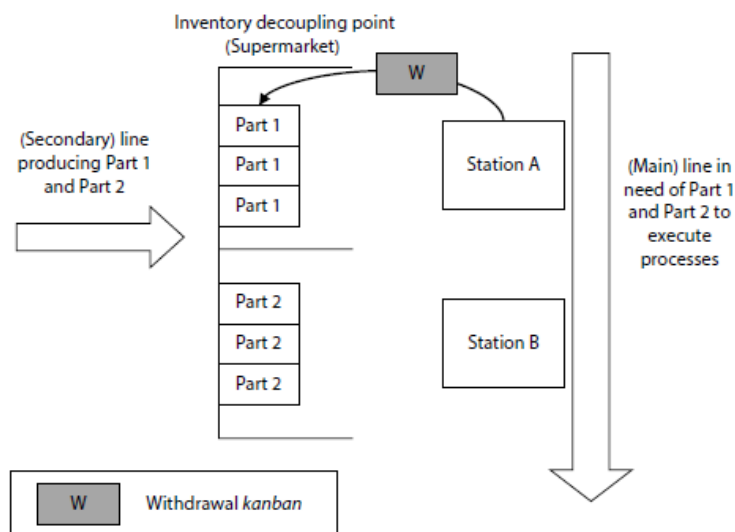 Inventory decoupling point
(Supermarket)
W
Part 1
Part 1
Part 1
Station A
(Secondary) line
producing Part 1
and Part 2
(Main) line in
need of Part 1
and Part 2 to
execute
processes
Part 2
Part 2
Part 2
Station B
W
Withdrawal kanban